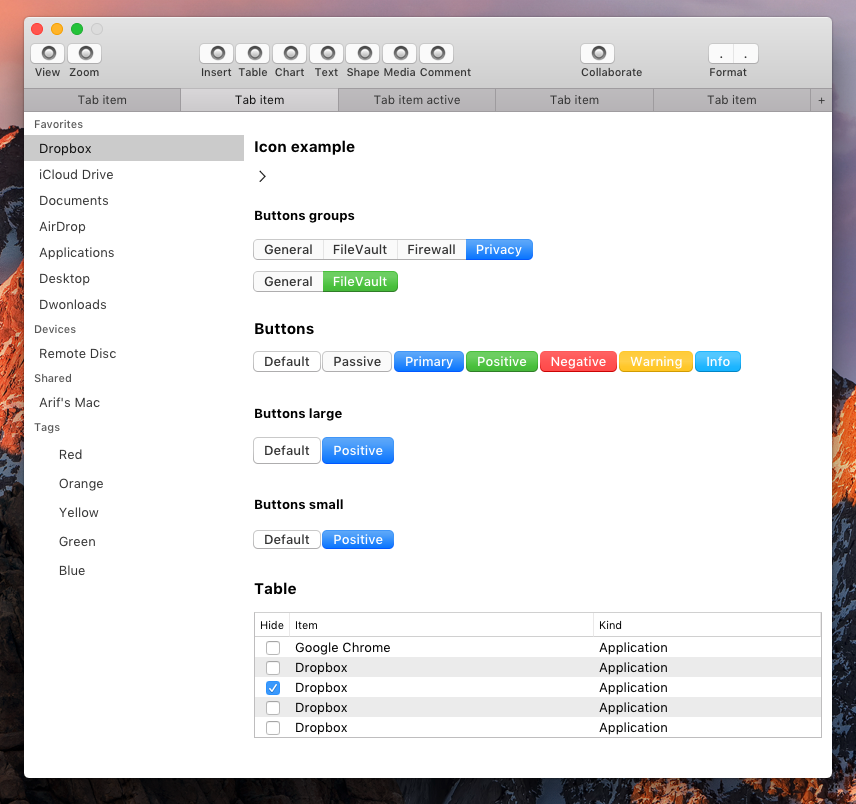 View Zoom Insert Table Chart Text Shape Media Comment Collaborate Format
Tab item Tab item Tab item active Tab item Tab item +
Favorites
Dropbox
iCloud Drive
Documents
AirDrop
Applications
Desktop
Dwonloads
Devices
Remote Disc
Shared
Arif's Mac
Tags
Red
Orange
Yellow
Green
Blue
Icon example
Buttons groups
General FileVault Firewall Privacy
General FileVault
Buttons
Default Passive Primary Positive Negative Warning Info
Buttons large
Default Positive
Buttons small
Default Positive
Table
Hide Item Kind
Google Chrome Application
Dropbox Application
Dropbox Application
Dropbox Application
Dropbox Application